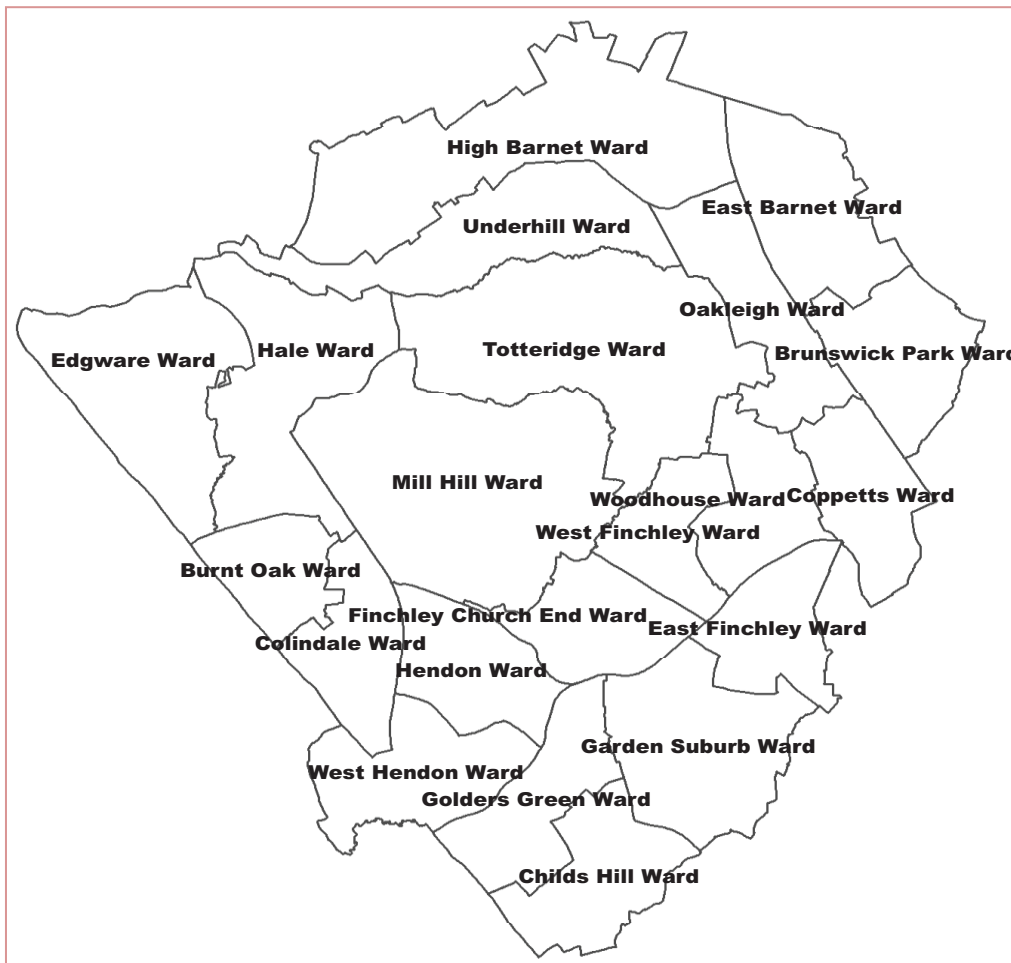 High Barnet Ward
East Barnet Ward
Underhill Ward
Oakleigh Ward
Edgware Ward
Hale Ward
Totteridge Ward
Brunswick Park Ward
Mill Hill Ward
Woodhouse Ward
Coppetts Ward
West Finchley Ward
Burnt Oak Ward
Finchley Church End Ward
East Finchley Ward
Colindale Ward
Hendon Ward
Garden Suburb Ward
West Hendon Ward
Golders Green Ward
Childs Hill Ward